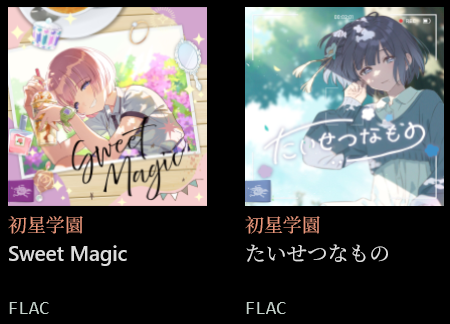 Sweet
Magic
たいせつなもの
初星学園
Sweet Magic
FLAC
初星学園
たいせつなもの
FLAC